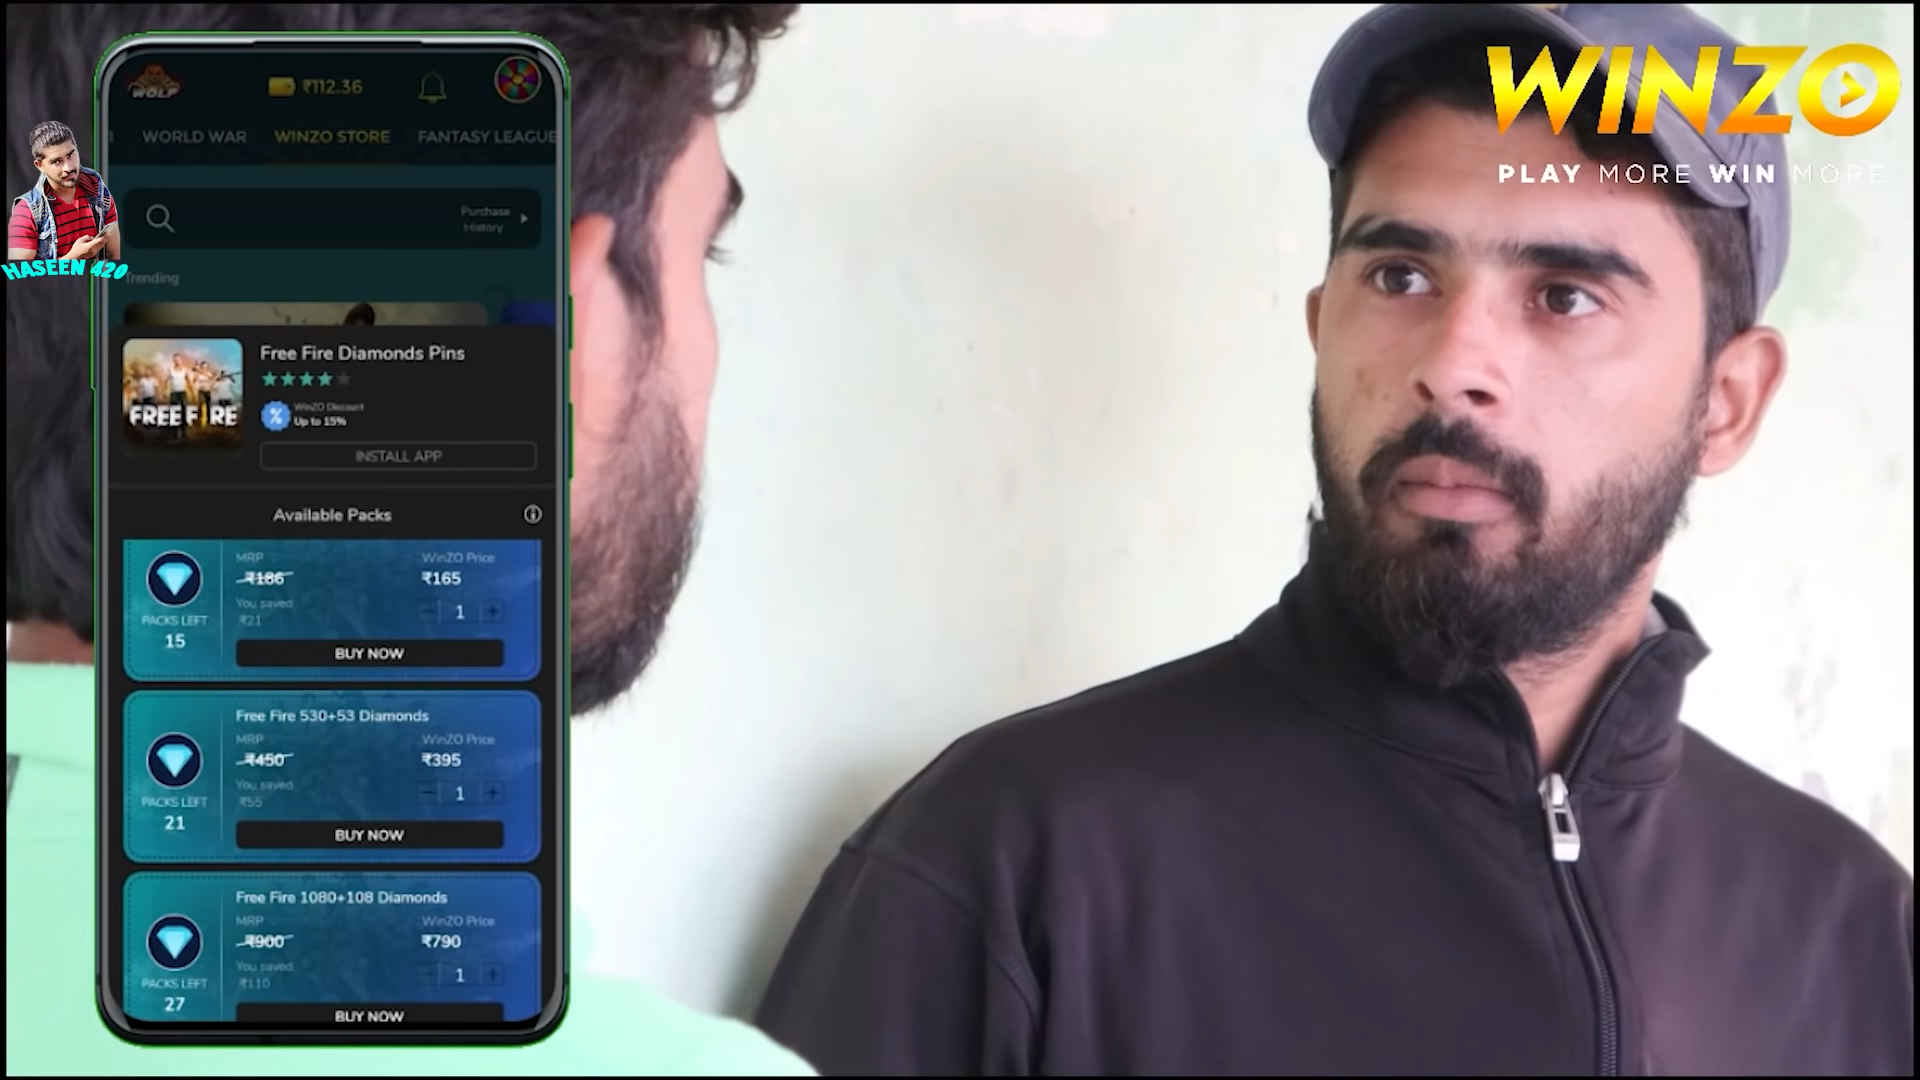 WOLF
₹112.36
WORLD WAR
WINZO STORE
FANTASY LEAGUE
Purchase
History
Trending
HASEEN 420
FREE FIRE
Free Fire Diamonds Pins
WinZO Discount
Up to 15%
INSTALL APP
Available Packs
MRP
WinZO Price
₹186
₹165
You saved
₹21
1
PACKS LEFT
15
BUY NOW
Free Fire 530+53 Diamonds
MRP
WinZO Price
₹450
₹395
You saved
₹55
1
PACKS LEFT
21
BUY NOW
Free Fire 1080+108 Diamonds
MRP
WinZO Price
₹900
₹790
You saved
₹110
1
PACKS LEFT
27
BUY NOW
WINZO
PLAY MORE WIN MORE